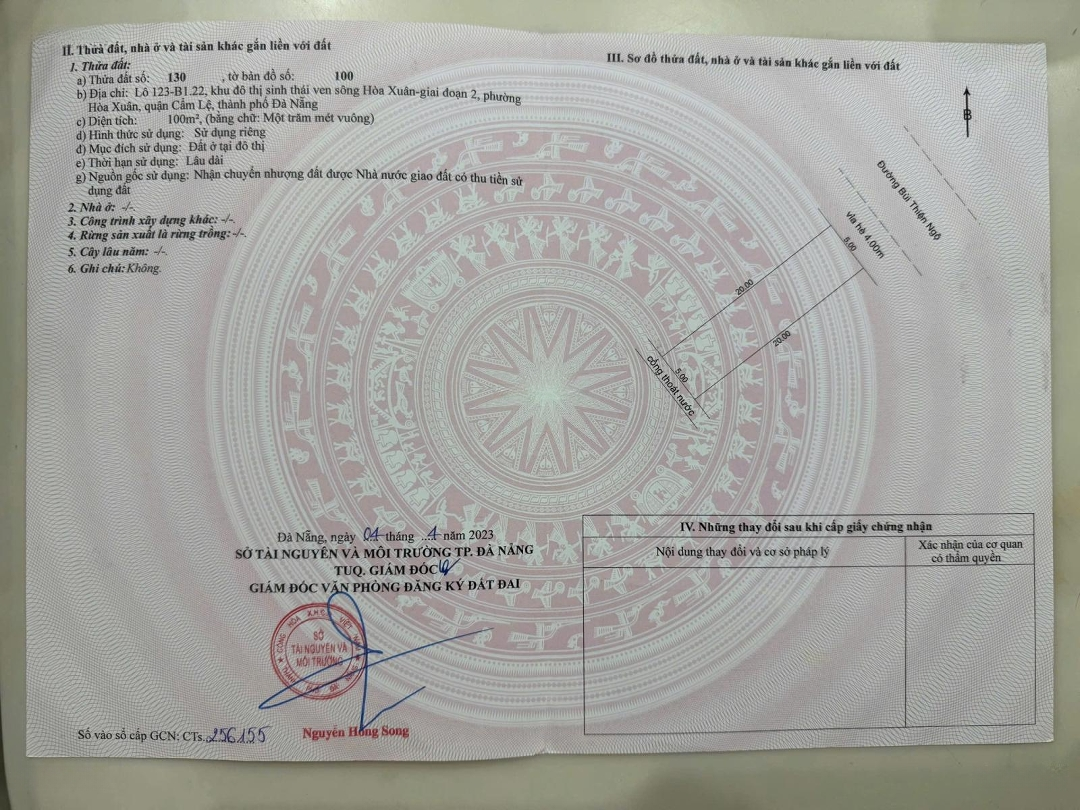 II. Thửa đất, nhà ở và tài sản khác gắn liền với đất
1. Thửa đất:
a) Thửa đất số: 130 , tờ bản đồ số: 100
b) Địa chỉ: Lô 123-B1.22, khu đô thị sinh thái ven sông Hòa Xuân-giai đoạn 2, phường
Hòa Xuân, quận Cẩm Lệ, thành phố Đà Nẵng
c) Diện tích: 100m², (bằng chữ: Một trăm mét vuông)
d) Hình thức sử dụng: Sử dụng riêng
đ) Mục đích sử dụng: Đất ở tại đô thị
e) Thời hạn sử dụng: Lâu dài
g) Nguồn gốc sử dụng: Nhận chuyển nhượng đất được Nhà nước giao đất có thu tiền sử
dụng đất
2. Nhà ở: -/-.
3. Công trình xây dựng khác: -/-.
4. Rừng sản xuất là rừng trồng: -/-.
5. Cây lâu năm: -/-.
6. Ghi chú: Không.
Đà Nẵng, ngày 04 tháng ..4 năm 2023
SỞ TÀI NGUYÊN VÀ MÔI TRƯỜNG TP. ĐÀ NẴNG
TUQ. GIÁM ĐỐC
GIÁM ĐỐC VĂN PHÒNG ĐĂNG KÝ ĐẤT ĐAI
CỘNG HÒA X.H.C.N VIỆT NAM
SỞ
TÀI NGUYÊN VÀ
MÔI TRƯỜNG
THÀNH PHỐ ĐÀ NẴNG
Nguyễn Hồng Song
Số vào sổ cấp GCN: CTs.256155
III. Sơ đồ thửa đất, nhà ở và tài sản khác gắn liền với đất
B
Đường Bùi Thiện Ngộ
vỉa hè 4.00m
5.00
20.00
20.00
5.00
cống thoát nước
IV. Những thay đổi sau khi cấp giấy chứng nhận
Nội dung thay đổi và cơ sở pháp lý
Xác nhận của cơ quan
có thẩm quyền